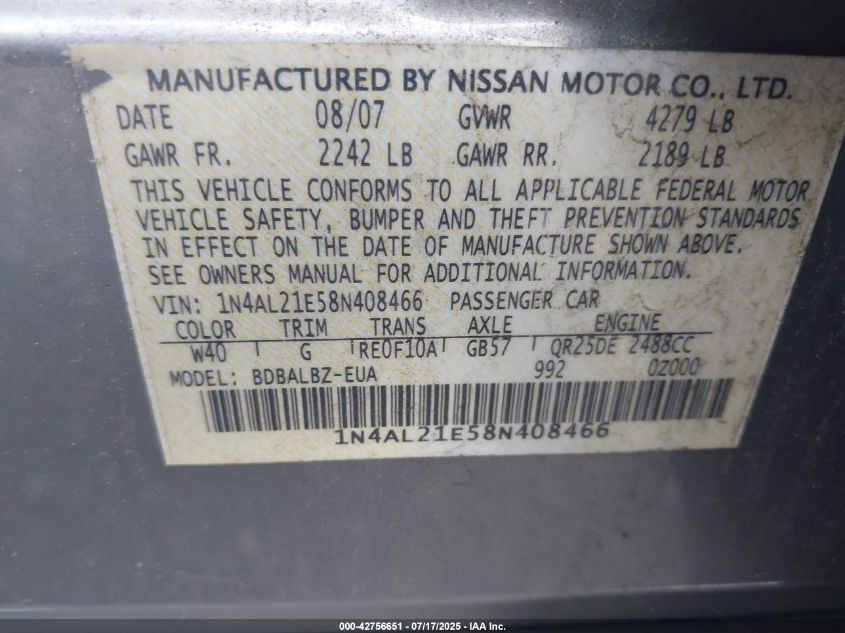 MANUFACTURED BY NISSAN MOTOR CO., LTD.
DATE 08/07 GVWR 4279 LB
GAWR FR. 2242 LB GAWR RR. 2189 LB
THIS VEHICLE CONFORMS TO ALL APPLICABLE FEDERAL MOTOR
VEHICLE SAFETY, BUMPER AND THEFT PREVENTION STANDARDS
IN EFFECT ON THE DATE OF MANUFACTURE SHOWN ABOVE.
SEE OWNERS MANUAL FOR ADDITIONAL INFORMATION.
VIN: 1N4AL21E58N408466 PASSENGER CAR
COLOR TRIM TRANS AXLE ENGINE
W40 G RE0F10A GB57 QR25DE 2488CC
MODEL: BDBALBZ-EUA 992 0Z000
1N4AL21E58N408466
000-42756651 - 07/17/2025 - IAA Inc.